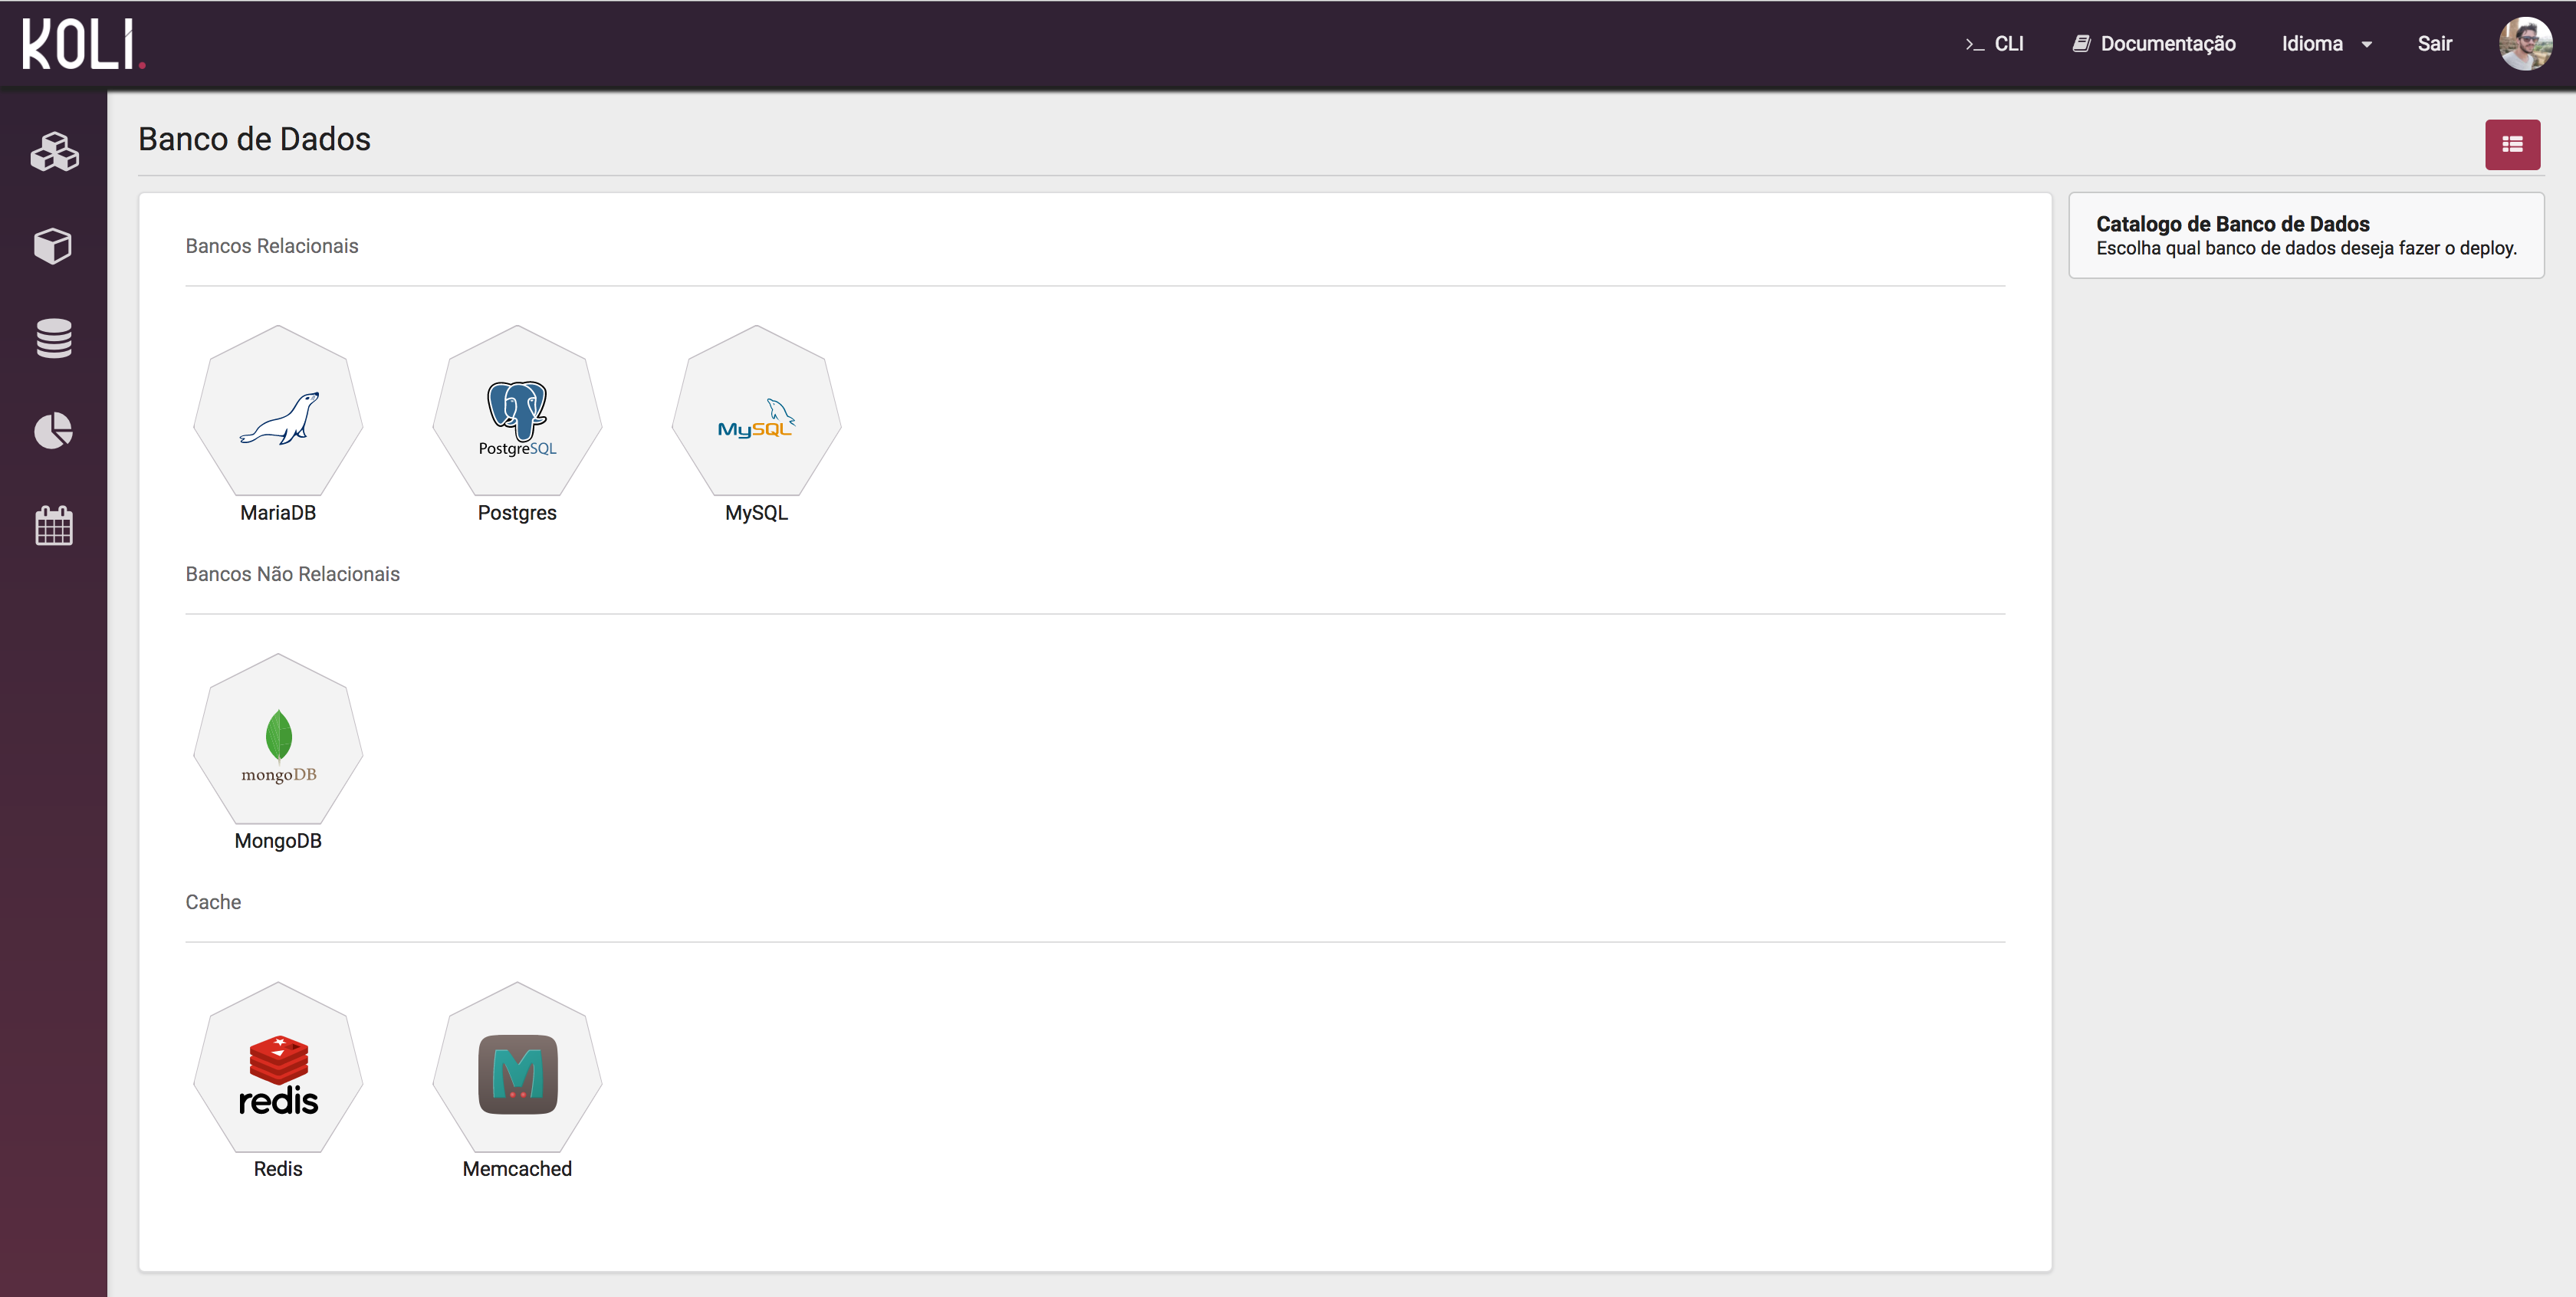 KOLI.
CLI
Documentação
Idioma
Sair
Banco de Dados
Catalogo de Banco de Dados
Escolha qual banco de dados deseja fazer o deploy.
Bancos Relacionais
PostgreSQL
MySQL
MariaDB
Postgres
MySQL
Bancos Não Relacionais
mongoDB
MongoDB
Cache
redis
M
Redis
Memcached